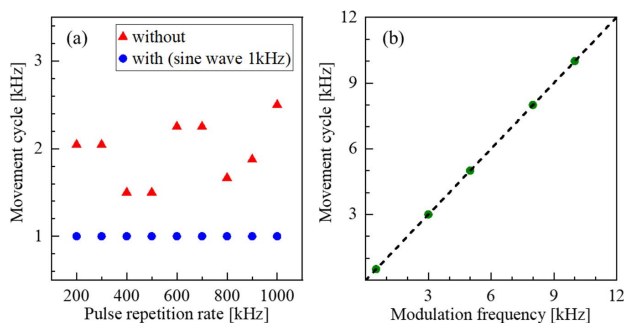 (a)
without
with (sine wave 1kHz)
3
2
1
Movement cycle [kHz]
200 400 600 800 1000
Pulse repetition rate [kHz]
(b)
12
9
6
3
Movement cycle [kHz]
3 6 9 12
Modulation frequency [kHz]